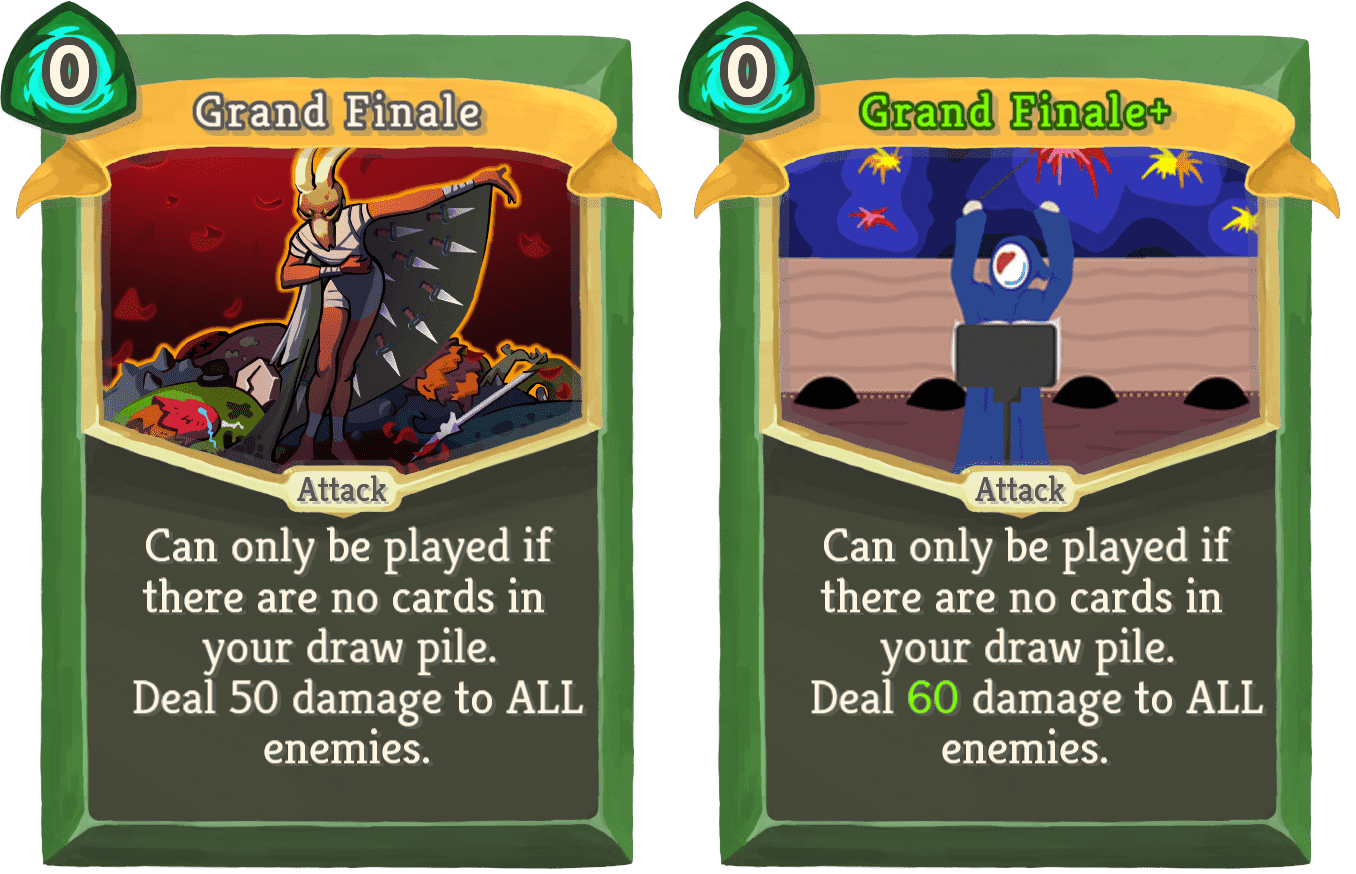 0
Grand Finale
Attack
Can only be played if
there are no cards in
your draw pile.
Deal 50 damage to ALL
enemies.
0
Grand Finale+
Attack
Can only be played if
there are no cards in
your draw pile.
Deal 60 damage to ALL
enemies.